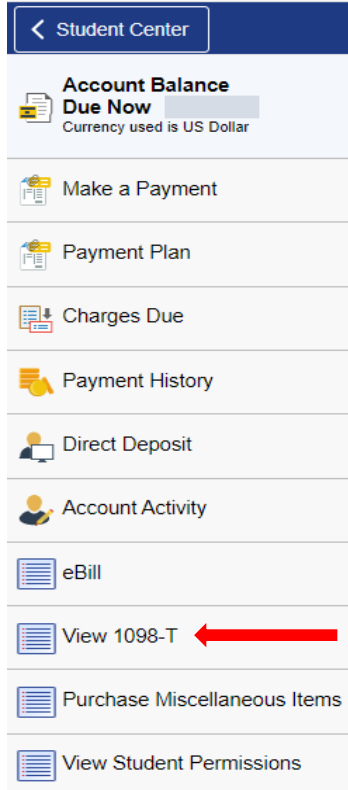 Student Center
Account Balance
Due Now
Currency used is US Dollar
Make a Payment
Payment Plan
Charges Due
Payment History
Direct Deposit
Account Activity
eBill
View 1098-T
Purchase Miscellaneous Items
View Student Permissions